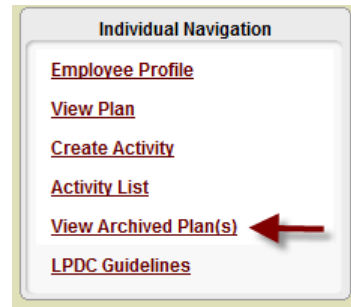 Individual Navigation
Employee Profile
View Plan
Create Activity
Activity List
View Archived Plan(s)
LPDC Guidelines